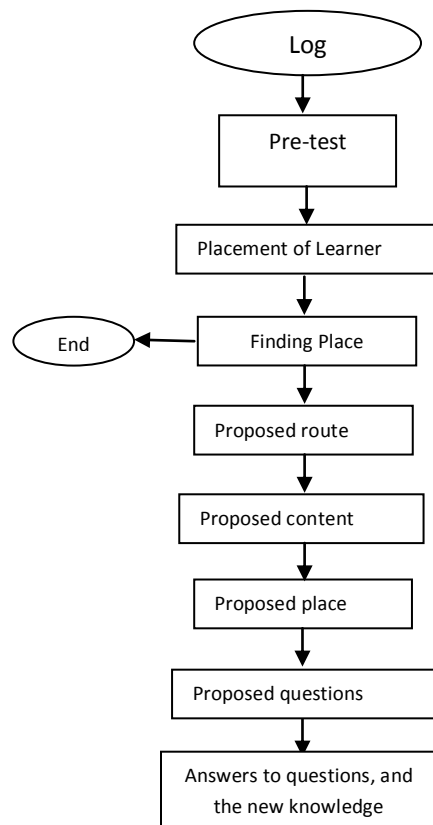 Log
Pre-test
Placement of Learner
End
Finding Place
Proposed route
Proposed content
Proposed place
Proposed questions
Answers to questions, and
the new knowledge